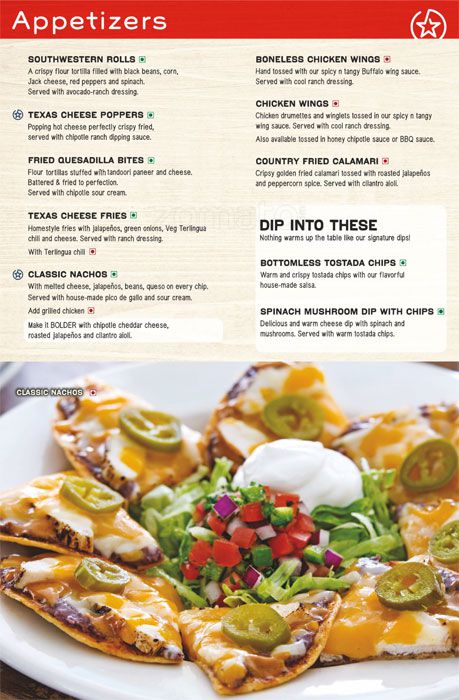 Appetizers
SOUTHWESTERN ROLLS
A crispy flour tortilla filled with black beans, corn,
Jack cheese, red peppers and spinach.
Served with avocado-ranch dressing.
TEXAS CHEESE POPPERS
Popping hot cheese perfectly crispy fried,
served with chipotle ranch dipping sauce.
FRIED QUESADILLA BITES
Flour tortillas stuffed with tandoori paneer and cheese.
Battered & fried to perfection.
Served with chipotle sour cream.
TEXAS CHEESE FRIES
Homestyle fries with jalapeños, green onions, Veg Terlingua
chili and cheese. Served with ranch dressing.
With Terlingua chili
CLASSIC NACHOS
With melted cheese, jalapeños, beans, queso on every chip.
Served with house-made pico de gallo and sour cream.
Add grilled chicken
Make it BOLDER with chipotle cheddar cheese,
roasted jalapeños and cilantro aioli.
BONELESS CHICKEN WINGS
Hand tossed with our spicy n tangy Buffalo wing sauce.
Served with cool ranch dressing.
CHICKEN WINGS
Chicken drumettes and winglets tossed in our spicy n tangy
wing sauce. Served with cool ranch dressing.
Also available tossed in honey chipotle sauce or BBQ sauce.
COUNTRY FRIED CALAMARI
Cripsy golden fried calamari tossed with roasted jalapeños
and peppercorn spice. Served with cilantro aloli.
DIP INTO THESE
Nothing warms up the table like our signature dips!
BOTTOMLESS TOSTADA CHIPS
Warm and crispy tostada chips with our flavorful
house-made salsa.
SPINACH MUSHROOM DIP WITH CHIPS
Delicious and warm cheese dip with spinach and
mushrooms. Served with warm tostada chips.
zomato
CLASSIC NACHOS